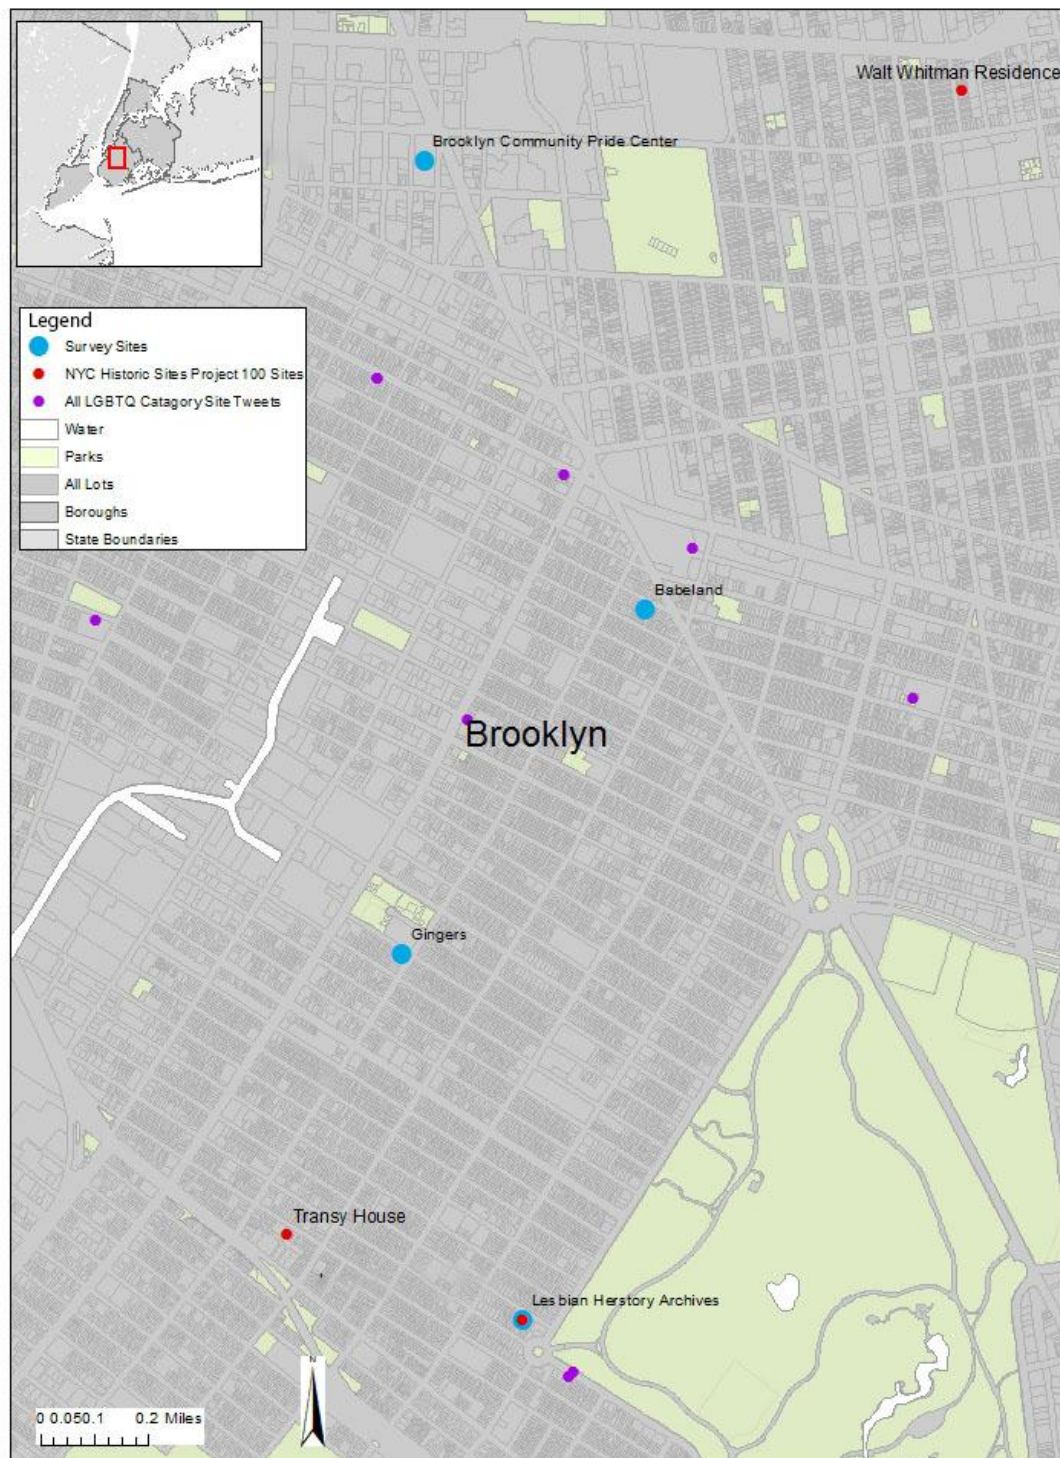 Walt Whitman Residence
Brooklyn Community Pride Center
Legend
Survey Sites
NYC Historic Sites Project 100 Sites
All LGBTQ Catagory Site Tweets
Water
Parks
All Lots
Boroughs
State Boundaries
Babeland
Brooklyn
Gingers
Transy House
Lesbian Herstory Archives
N
0 0.050.1 0.2 Miles